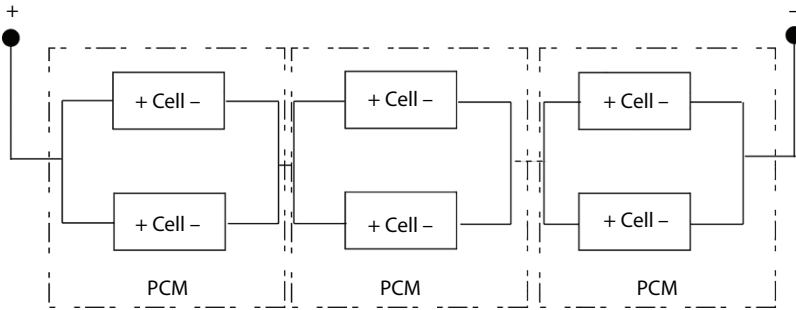 + –
+ Cell – + Cell – + Cell –
+ Cell – + Cell – + Cell –
PCM PCM PCM